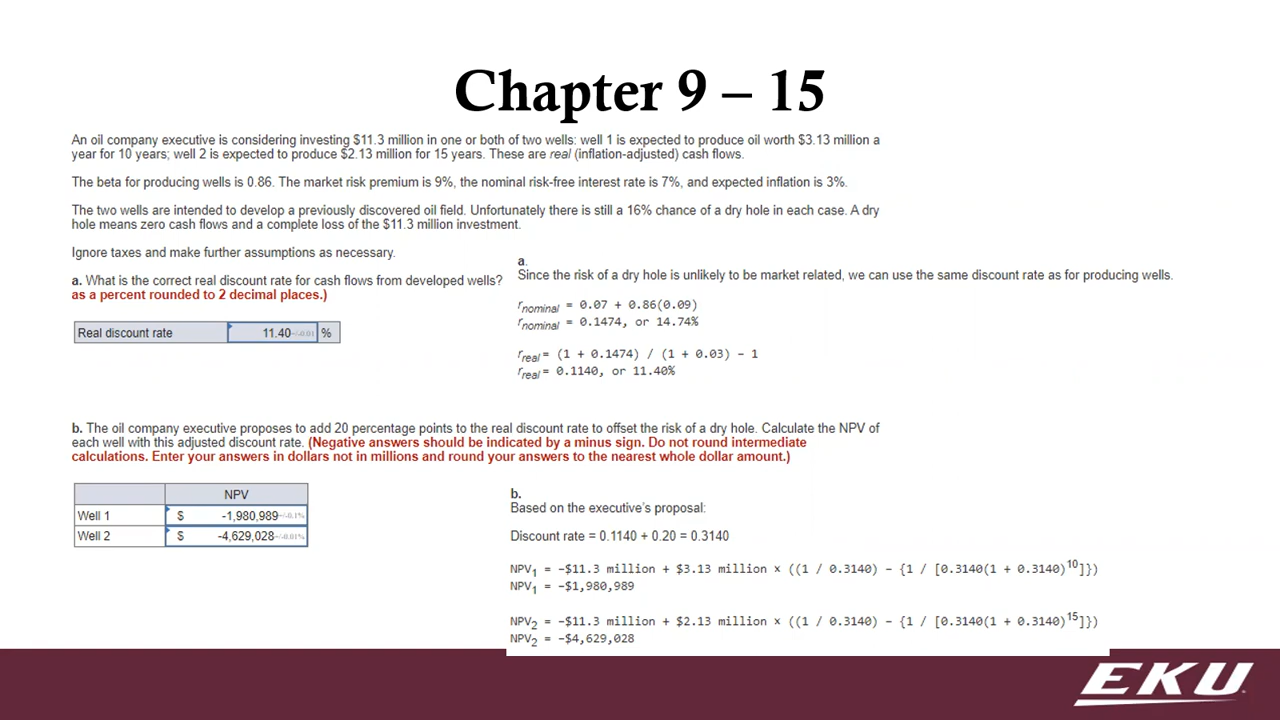 Chapter 9 – 15
An oil company executive is considering investing $11.3 million in one or both of two wells: well 1 is expected to produce oil worth $3.13 million a
year for 10 years; well 2 is expected to produce $2.13 million for 15 years. These are real (inflation-adjusted) cash flows.
The beta for producing wells is 0.86. The market risk premium is 9%, the nominal risk-free interest rate is 7%, and expected inflation is 3%.
The two wells are intended to develop a previously discovered oil field. Unfortunately there is still a 16% chance of a dry hole in each case. A dry
hole means zero cash flows and a complete loss of the $11.3 million investment.
Ignore taxes and make further assumptions as necessary.
a. What is the correct real discount rate for cash flows from developed wells?
as a percent rounded to 2 decimal places.)
Real discount rate 11.40+/-0.01 %
a.
Since the risk of a dry hole is unlikely to be market related, we can use the same discount rate as for producing wells.
rnominal = 0.07 + 0.86(0.09)
rnominal = 0.1474, or 14.74%
rreal = (1 + 0.1474) / (1 + 0.03) − 1
rreal = 0.1140, or 11.40%
b. The oil company executive proposes to add 20 percentage points to the real discount rate to offset the risk of a dry hole. Calculate the NPV of
each well with this adjusted discount rate. (Negative answers should be indicated by a minus sign. Do not round intermediate
calculations. Enter your answers in dollars not in millions and round your answers to the nearest whole dollar amount.)
NPV
Well 1 $ -1,980,989+/-0.1%
Well 2 $ -4,629,028+/-0.01%
b.
Based on the executive's proposal:
Discount rate = 0.1140 + 0.20 = 0.3140
NPV1 = −$11.3 million + $3.13 million × ((1 / 0.3140) − {1 / [0.3140(1 + 0.3140)10]})
NPV1 = −$1,980,989
NPV2 = −$11.3 million + $2.13 million × ((1 / 0.3140) − {1 / [0.3140(1 + 0.3140)15]})
NPV2 = −$4,629,028
EKU